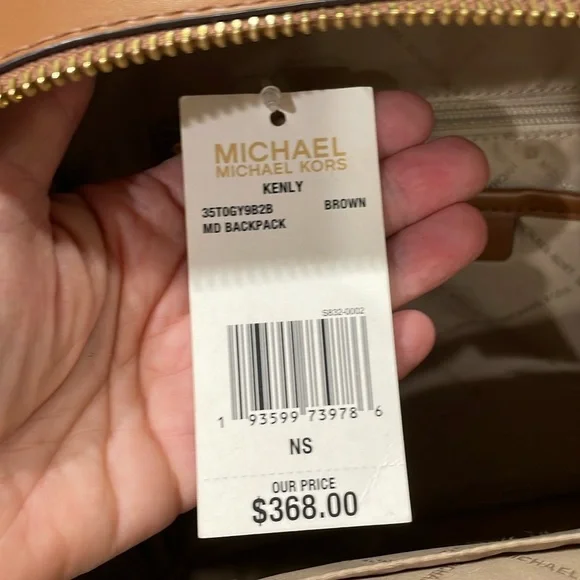 MICHAEL
MICHAEL KORS
KENLY
35T0GY9B2B BROWN
MD BACKPACK
S832-0002
1 93599 73978 6
NS
OUR PRICE
$368.00
MICHAEL